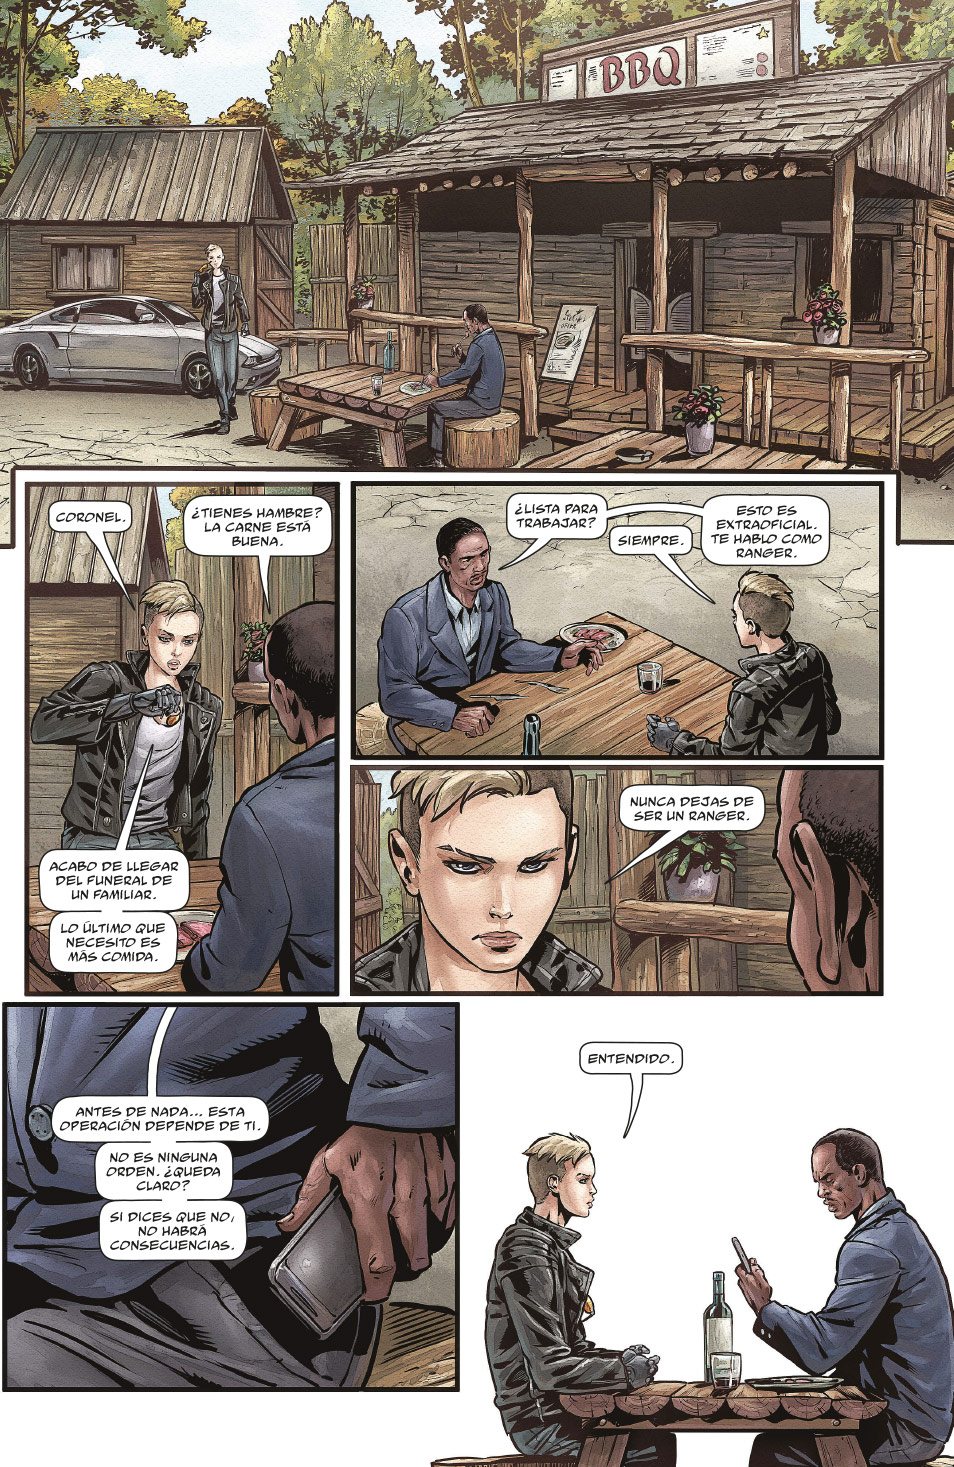 BBQ
CORONEL.
¿TIENES HAMBRE?
LA CARNE ESTÁ
BUENA.
ACABO DE LLEGAR
DEL FUNERAL DE
UN FAMILIAR.
LO ÚLTIMO QUE
NECESITO ES
MÁS COMIDA.
¿LISTA PARA
TRABAJAR?
SIEMPRE.
ESTO ES
EXTRAOFICIAL.
TE HABLO COMO
RANGER.
NUNCA DEJAS DE
SER UN RANGER.
ANTES DE NADA... ESTA
OPERACIÓN DEPENDE DE TI.
NO ES NINGUNA
ORDEN. ¿QUEDA
CLARO?
SI DICES QUE NO,
NO HABRÁ
CONSECUENCIAS.
ENTENDIDO.